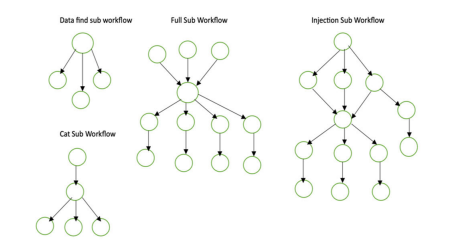 Data find sub workflow
Full Sub Workflow
Injection Sub Workflow
Cat Sub Workflow